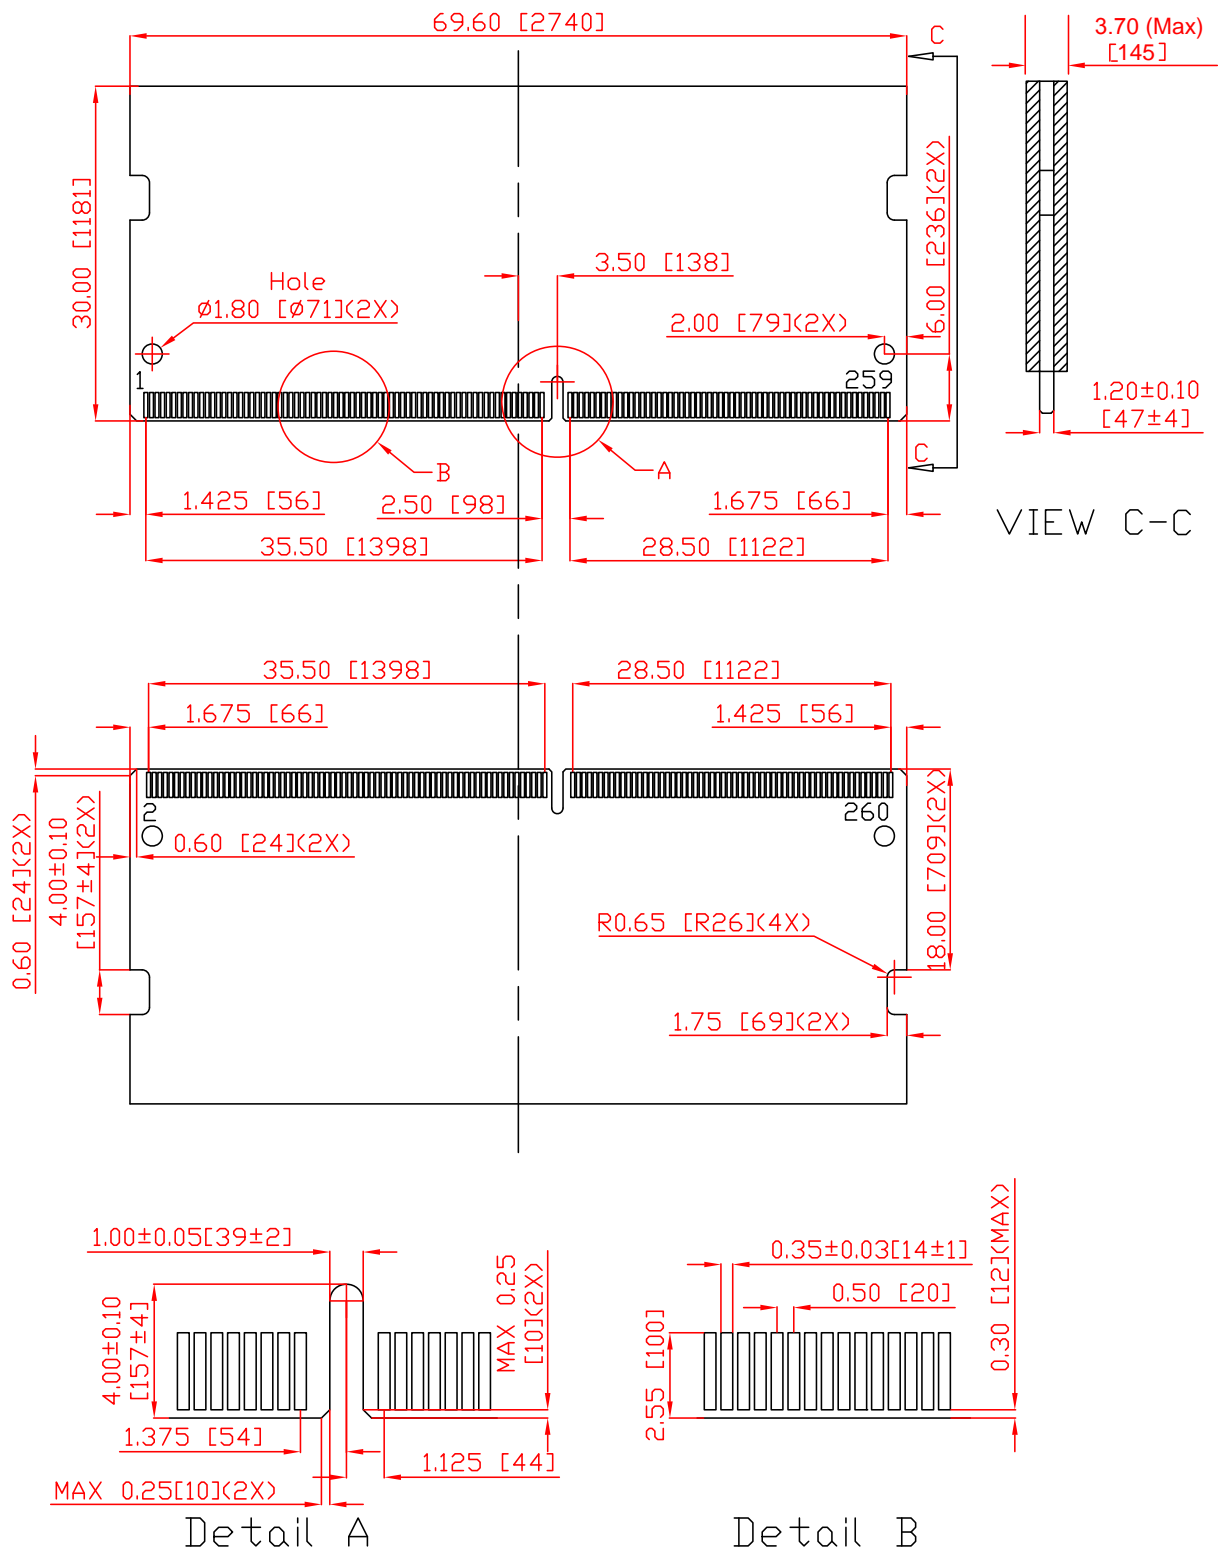 69.60 [2740]
C
3.70 (Max)
[145]
30.00 [1181]
6.00 [236](2X)
3.50 [138]
Hole
Ø1.80 [Ø71](2X)
2.00 [79](2X)
1
259
1.20±0.10
[47±4]
B
A
C
1.425 [56]
2.50 [98]
1.675 [66]
35.50 [1398]
28.50 [1122]
VIEW C-C
35.50 [1398]
28.50 [1122]
1.675 [66]
1.425 [56]
2
260
0.60 [24](2X)
4.00±0.10
[157±4](2X)
0.60 [24](2X)
18.00 [709](2X)
R0.65 [R26](4X)
1.75 [69](2X)
1.00±0.05[39±2]
4.00±0.10
[157±4]
MAX 0.25
[10](2X)
1.375 [54]
1.125 [44]
MAX 0.25[10](2X)
Detail A
0.35±0.03[14±1]
0.50 [20]
2.55 [100]
0.30 [12](MAX)
Detail B